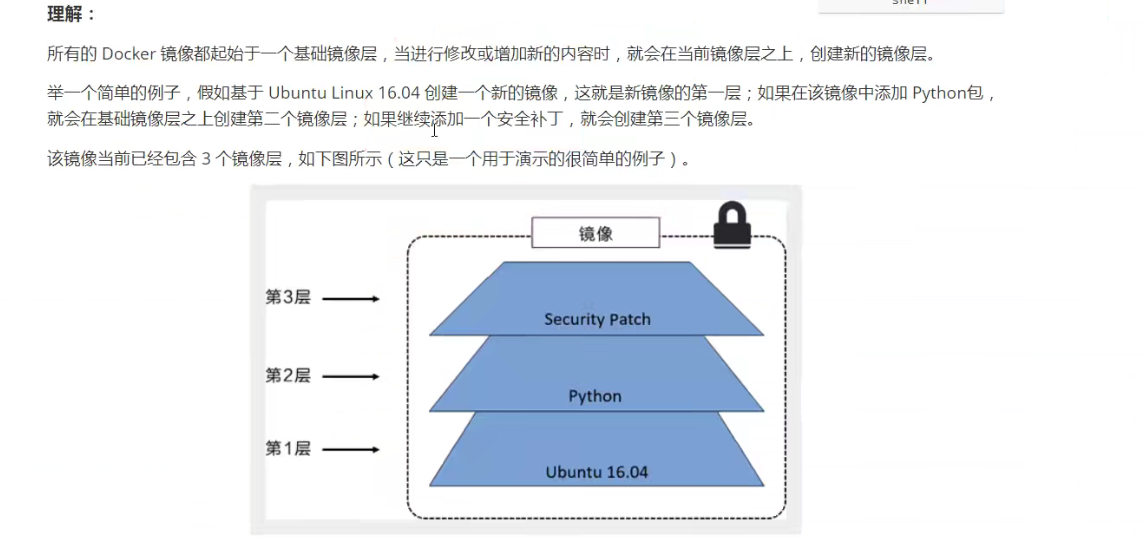 shell
理解：
所有的 Docker 镜像都起始于一个基础镜像层，当进行修改或增加新的内容时，就会在当前镜像层之上，创建新的镜像层。
举一个简单的例子，假如基于 Ubuntu Linux 16.04 创建一个新的镜像，这就是新镜像的第一层；如果在该镜像中添加 Python包，
就会在基础镜像层之上创建第二个镜像层；如果继续添加一个安全补丁，就会创建第三个镜像层。
该镜像当前已经包含 3 个镜像层，如下图所示（这只是一个用于演示的很简单的例子）。
镜像
第3层
Security Patch
第2层
Python
第1层
Ubuntu 16.04